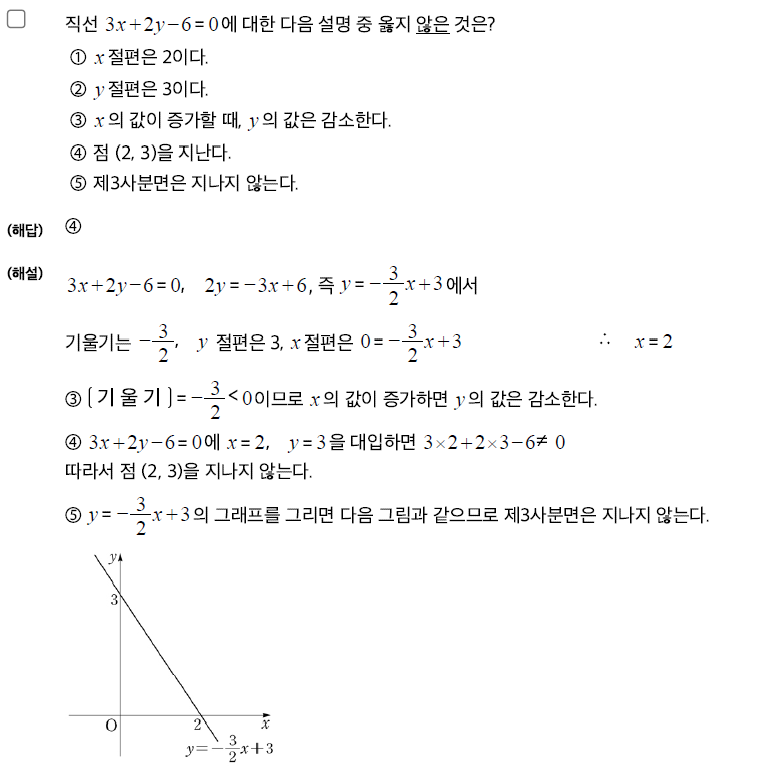 직선 3x+2y-6=0에 대한 다음 설명 중 옳지 않은 것은?
① x절편은 2이다.
② y절편은 3이다.
③ x의 값이 증가할 때, y의 값은 감소한다.
④ 점 (2, 3)을 지난다.
⑤ 제3사분면은 지나지 않는다.
(해답) ④
(해설) 3x+2y-6=0, 2y=-3x+6, 즉 y=-3/2x+3에서
기울기는 -3/2, y 절편은 3, x절편은 0=-3/2x+3 ∴ x=2
③ (기 울 기)=-3/2<0이므로 x의 값이 증가하면 y의 값은 감소한다.
④ 3x+2y-6=0에 x=2, y=3을 대입하면 3×2+2×3-6≠ 0
따라서 점 (2, 3)을 지나지 않는다.
⑤ y=-3/2x+3의 그래프를 그리면 다음 그림과 같으므로 제3사분면은 지나지 않는다.
y
3
O 2 x
y=-3/2x+3